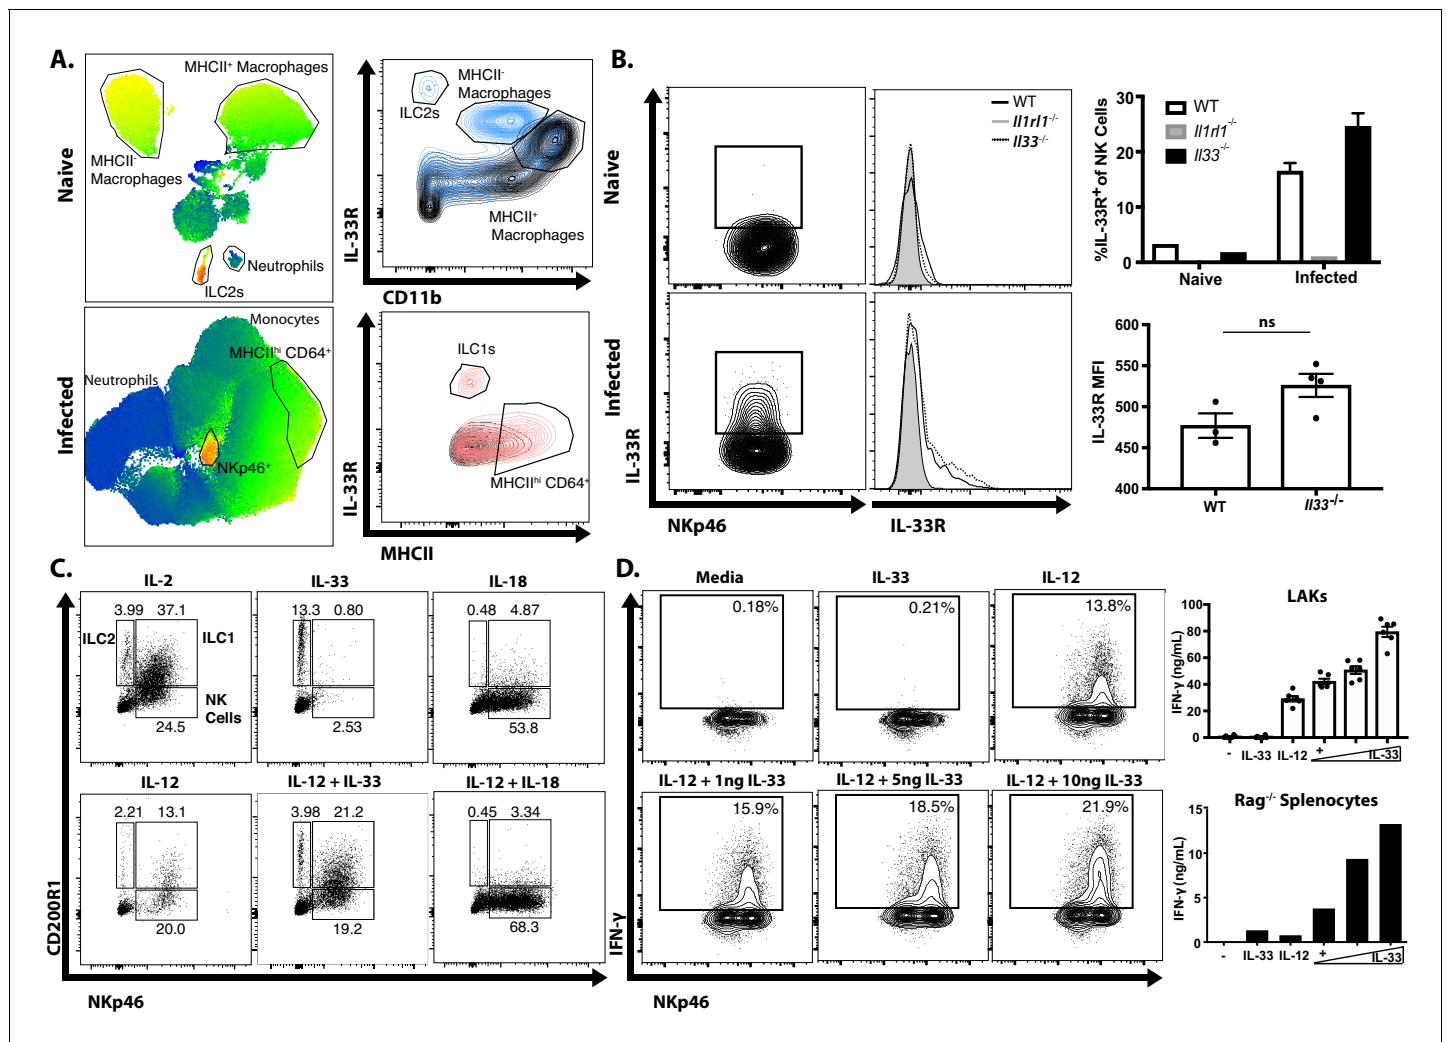 A.
MHCII+ Macrophages
MHCII-
Macrophages
Naive
Neutrophils
ILC2s
MHCII-
Macrophages
ILC2s
MHCII+
Macrophages
IL-33R
CD11b
Monocytes
MHCIIhi CD64+
Neutrophils
NKp46+
Infected
ILC1s
MHCIIhi CD64+
IL-33R
MHCII
B.
Naive
Infected
IL-33R
NKp46
WT
Il1rl1-/-
Il33-/-
IL-33R
30
20
10
0
%IL-33R+ of NK Cells
WT
Il1rl1-/-
Il33-/-
Naive
Infected
600
550
500
450
400
IL-33R MFI
ns
WT
Il33-/-
C.
IL-2
IL-33
IL-18
3.99 37.1
13.3 0.80
0.48 4.87
ILC2
ILC1
NK
Cells
24.5
2.53
53.8
IL-12
IL-12 + IL-33
IL-12 + IL-18
2.21 13.1
3.98 21.2
0.45 3.34
20.0
19.2
68.3
CD200R1
NKp46
D.
Media
IL-33
IL-12
0.18%
0.21%
13.8%
IL-12 + 1ng IL-33
IL-12 + 5ng IL-33
IL-12 + 10ng IL-33
15.9%
18.5%
21.9%
IFN-γ
NKp46
LAKs
100
80
60
40
20
0
IFN-γ (ng/mL)
- IL-33 IL-12 + IL-33
Rag-/- Splenocytes
15
10
5
0
IFN-γ (ng/mL)
- IL-33 IL-12 + IL-33